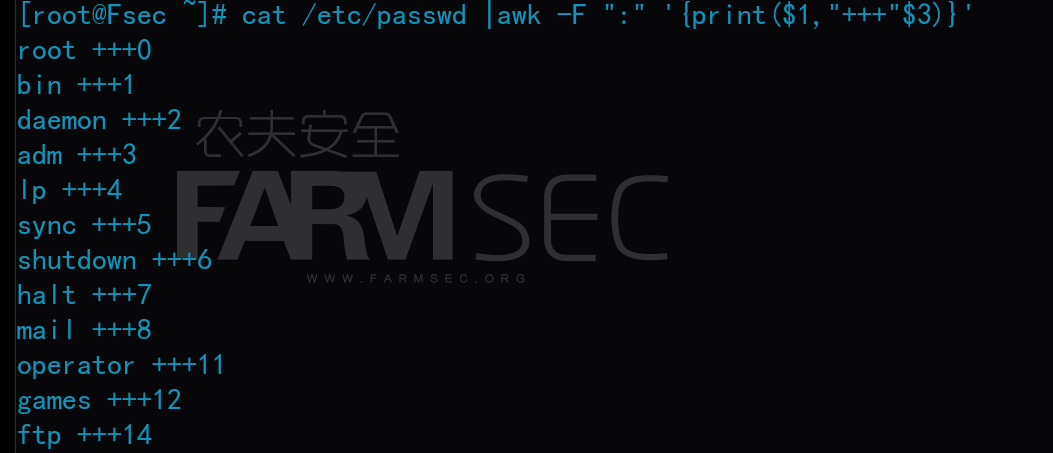 [root@Fsec ~]# cat /etc/passwd |awk -F ":" '{print($1,"+++"$3)}'
root +++0
bin +++1
daemon +++2
adm +++3
lp +++4
sync +++5
shutdown +++6
halt +++7
mail +++8
operator +++11
games +++12
ftp +++14
农夫安全
FARMSEC
WWW.FARMSEC.ORG